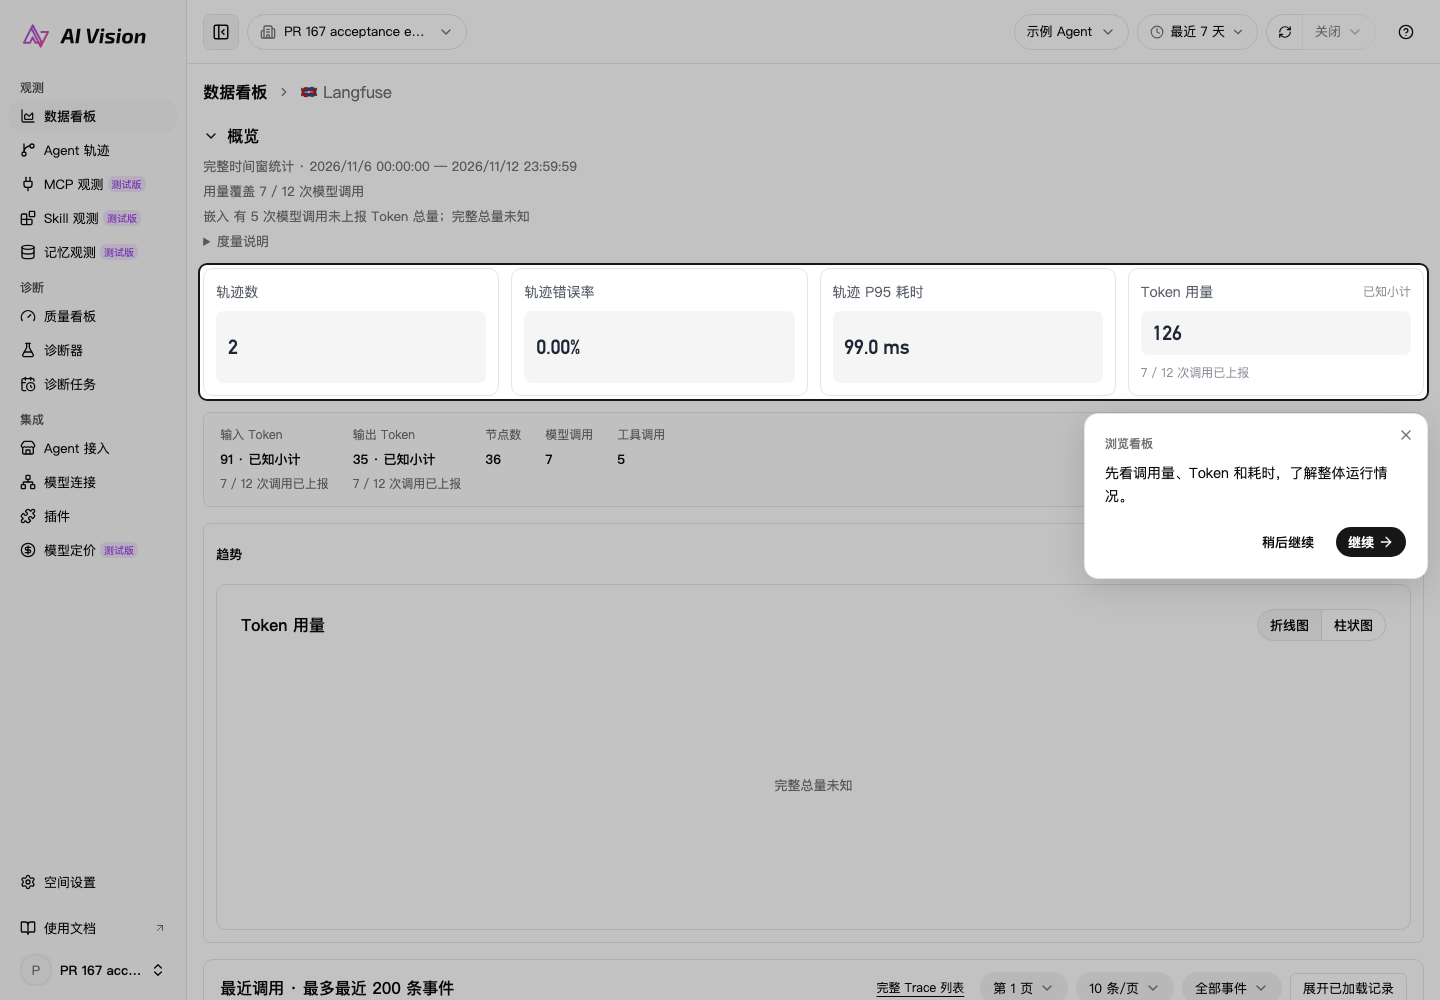 AI Vision
PR 167 acceptance e...
示例 Agent
最近 7 天
关闭
观测
数据看板
Agent 轨迹
MCP 观测 测试版
Skill 观测 测试版
记忆观测 测试版
诊断
质量看板
诊断器
诊断任务
集成
Agent 接入
模型连接
插件
模型定价 测试版
空间设置
使用文档
P PR 167 acc...
数据看板 > Langfuse
概览
完整时间窗统计 · 2026/11/6 00:00:00 — 2026/11/12 23:59:59
用量覆盖 7 / 12 次模型调用
嵌入 有 5 次模型调用未上报 Token 总量；完整总量未知
度量说明
轨迹数
2
轨迹错误率
0.00%
轨迹 P95 耗时
99.0 ms
Token 用量 已知小计
126
7 / 12 次调用已上报
输入 Token 输出 Token 节点数 模型调用 工具调用
91 · 已知小计 35 · 已知小计 36 7 5
7 / 12 次调用已上报 7 / 12 次调用已上报
浏览看板
先看调用量、Token 和耗时，了解整体运行情
况。
稍后继续 继续
趋势
Token 用量
折线图 柱状图
完整总量未知
最近调用 · 最多最近 200 条事件
完整 Trace 列表 第 1 页 10 条/页 全部事件 展开已加载记录